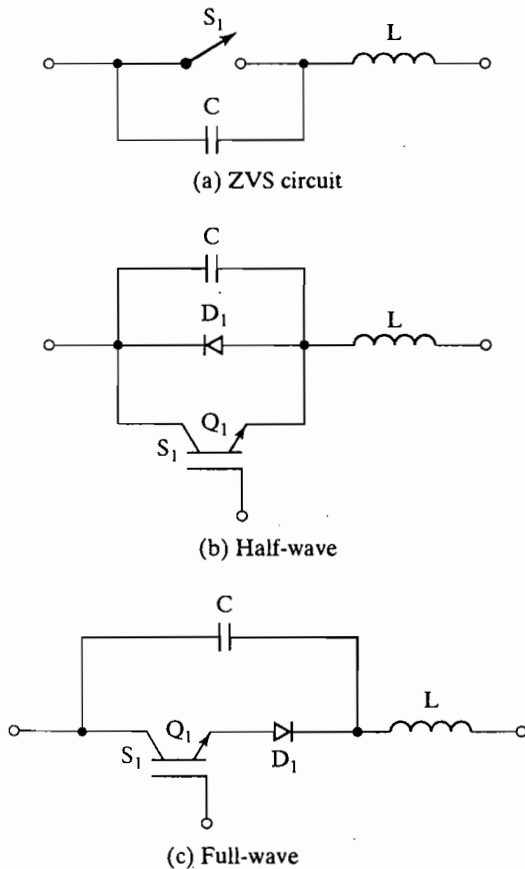 S₁
L
C
(a) ZVS circuit
C
D₁
L
Q₁
S₁
(b) Half-wave
C
L
Q₁
S₁
D₁
(c) Full-wave